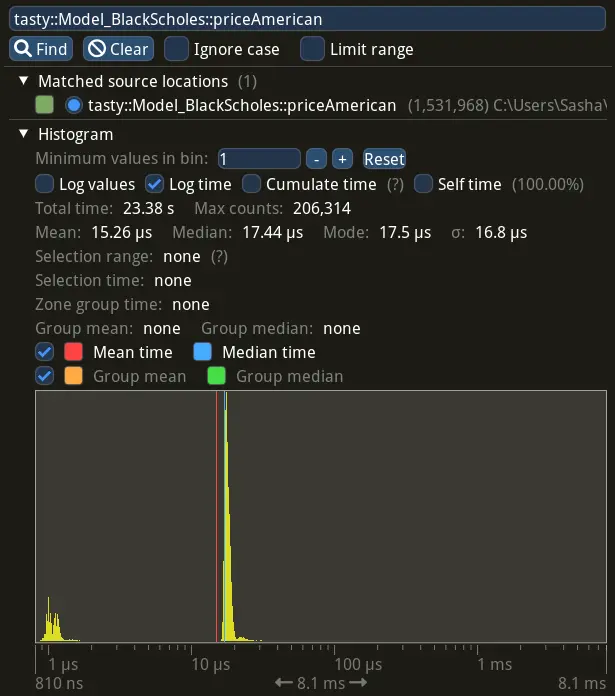 tasty::Model_BlackScholes::priceAmerican
Find Clear Ignore case Limit range
Matched source locations (1)
tasty::Model_BlackScholes::priceAmerican (1,531,968) C:\Users\Sasha\
Histogram
Minimum values in bin: 1 - + Reset
Log values Log time Cumulate time (?) Self time (100.00%)
Total time: 23.38 s Max counts: 206,314
Mean: 15.26 µs Median: 17.44 µs Mode: 17.5 µs σ: 16.8 µs
Selection range: none (?)
Selection time: none
Zone group time: none
Group mean: none Group median: none
Mean time Median time
Group mean Group median
1 µs 10 µs 100 µs 1 ms
810 ns 8.1 ms 8.1 ms